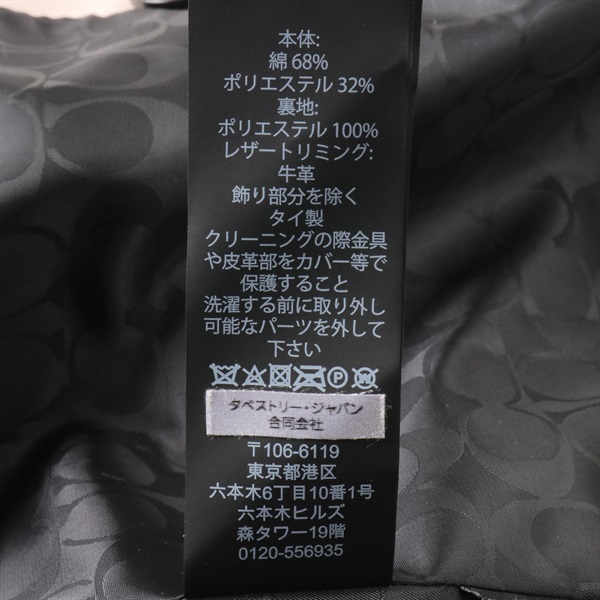 本体:
綿 68%
ポリエステル 32%
裏地:
ポリエステル 100%
レザートリミング:
牛革
飾り部分を除く
タイ製
クリーニングの際金具
や皮革部をカバー等で
保護すること
洗濯する前に取り外し
可能なパーツを外して
下さい
タペストリー・ジャパン
合同会社
〒106-6119
東京都港区
六本木6丁目10番1号
六本木ヒルズ
森タワー19階
0120-556935